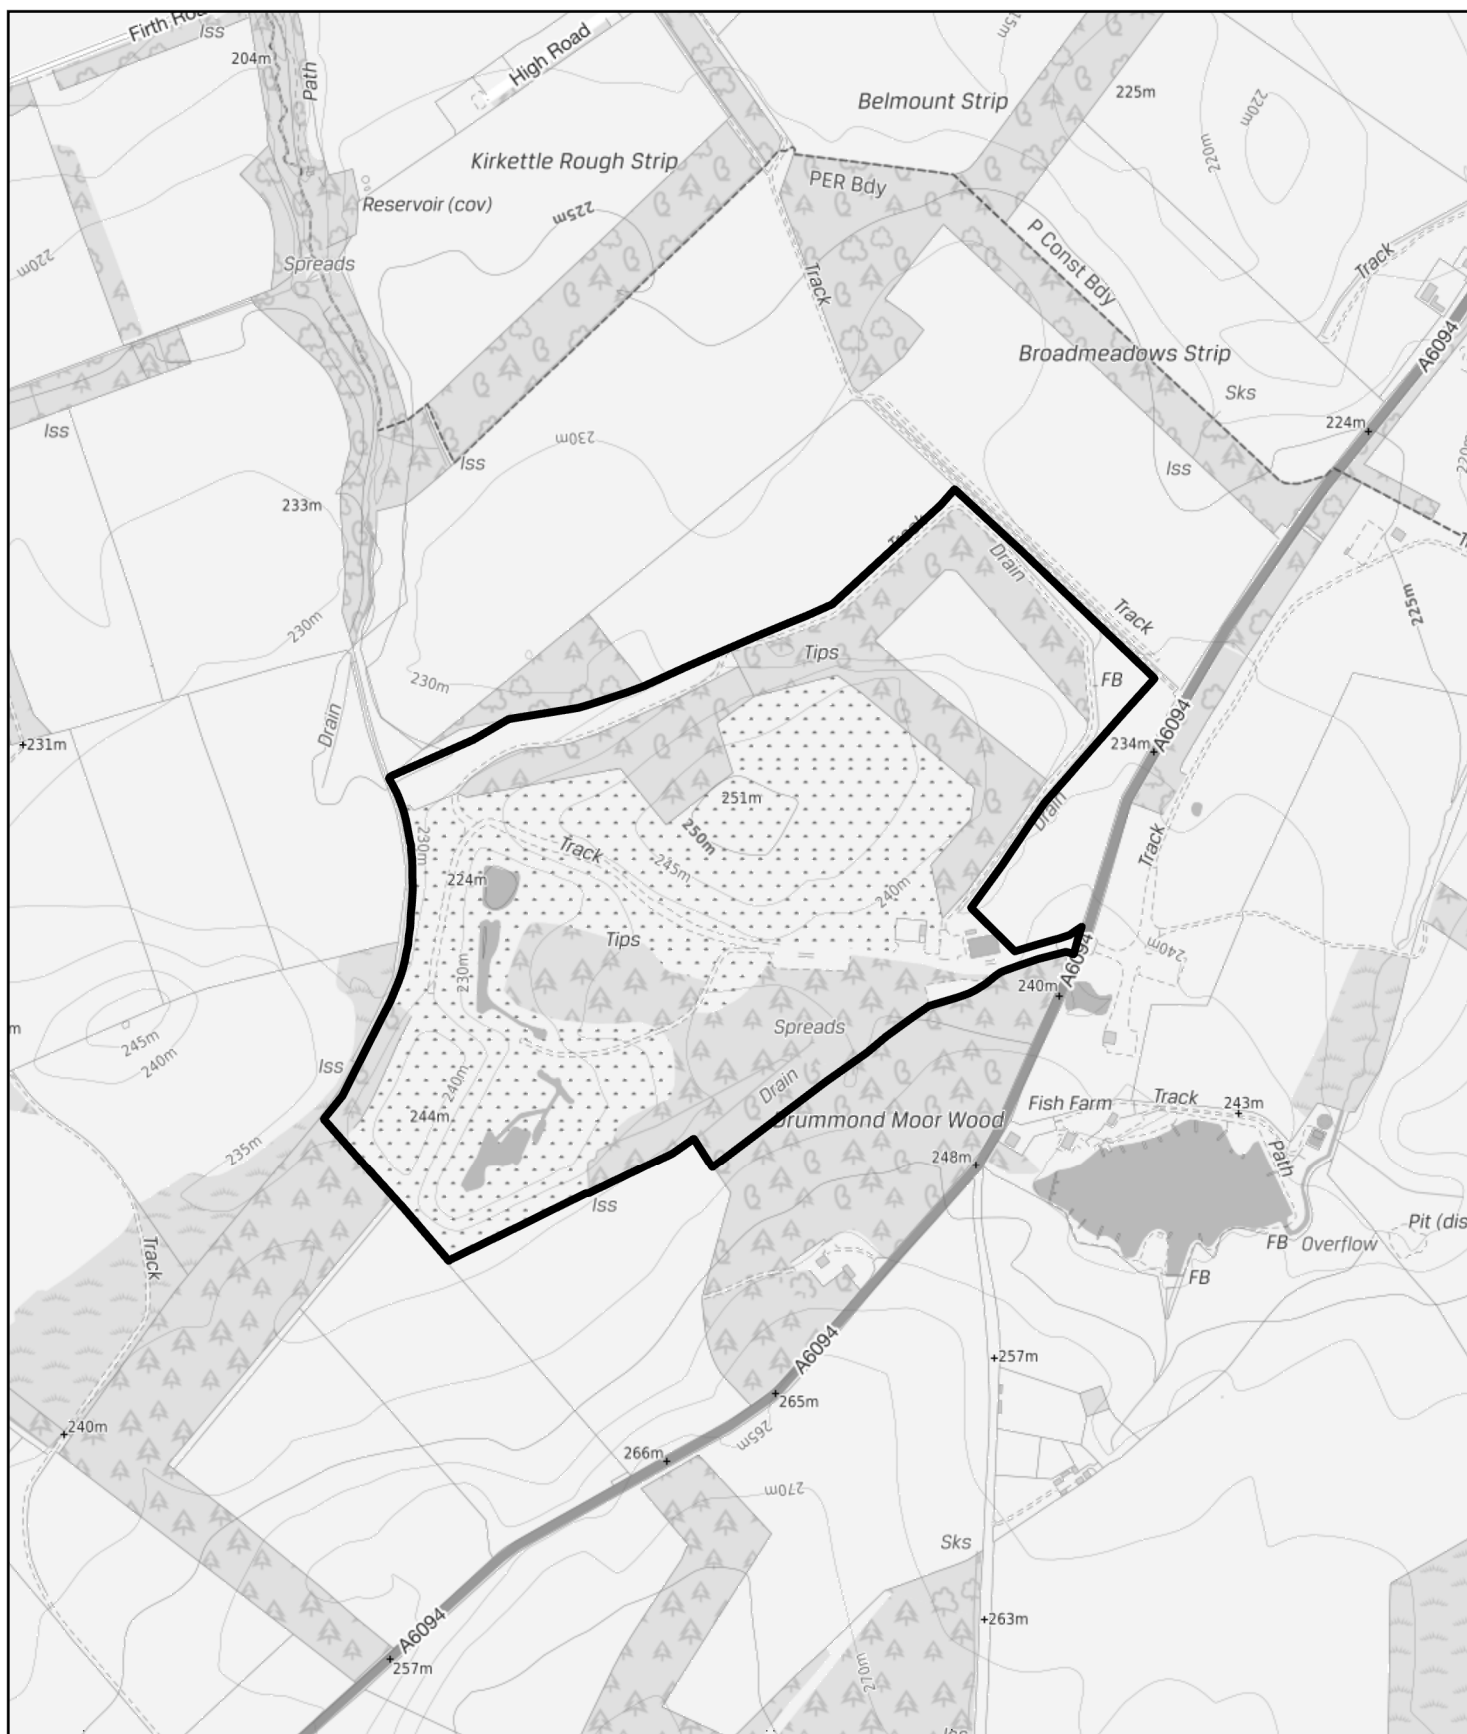 Firth Ro
Iss
204m
Path
High Road
15m
Belmount Strip
225m
220m
220m
Kirkettle Rough Strip
PER Bdy
Reservoir (cov)
225m
P Const Bdy
Track
220m
Spreads
Track
Broadmeadows Strip
A6094
Sks
224m
Iss
230m
Iss
Iss
220m
233m
Track
Drain
225m
Track
230m
Tips
230m
FB
Drain
231m
A6094
234m
251m
Drain
250m
230m
Track
Track
245m
224m
240m
Tips
240m
A6094
230m
240m
m
Spreads
245m
240m
Iss
Drain
240m
Fish Farm
Track
243m
244m
Drummond Moor Wood
235m
248m
Path
Iss
Pit (dis
Track
FB
Overflow
FB
A6094
257m
265m
240m
265m
266m
270m
Sks
263m
A6094
257m
270m